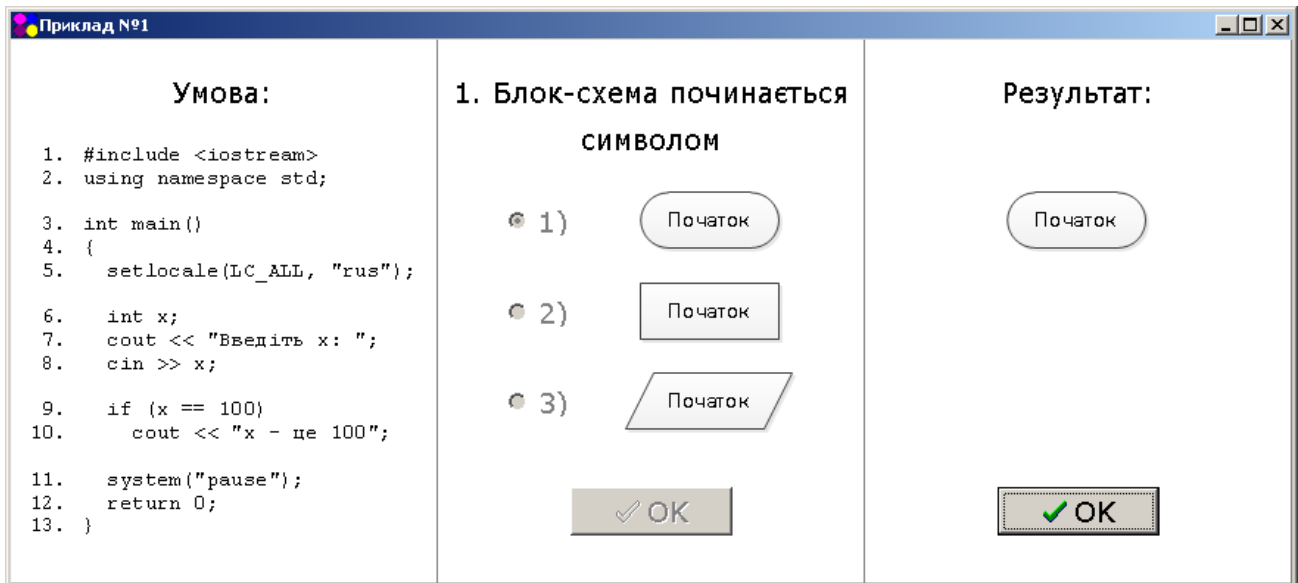 Приклад №1
Умова:
1. #include <iostream>
2. using namespace std;
3. int main()
4. {
5. setlocale(LC_ALL, "rus");
6. int x;
7. cout << "Введіть x: ";
8. cin >> x;
9. if (x == 100)
10. cout << "x - це 100";
11. system("pause");
12. return 0;
13. }
1. Блок-схема починається
символом
1) Початок
2) Початок
3) Початок
OK
Результат:
Початок
OK